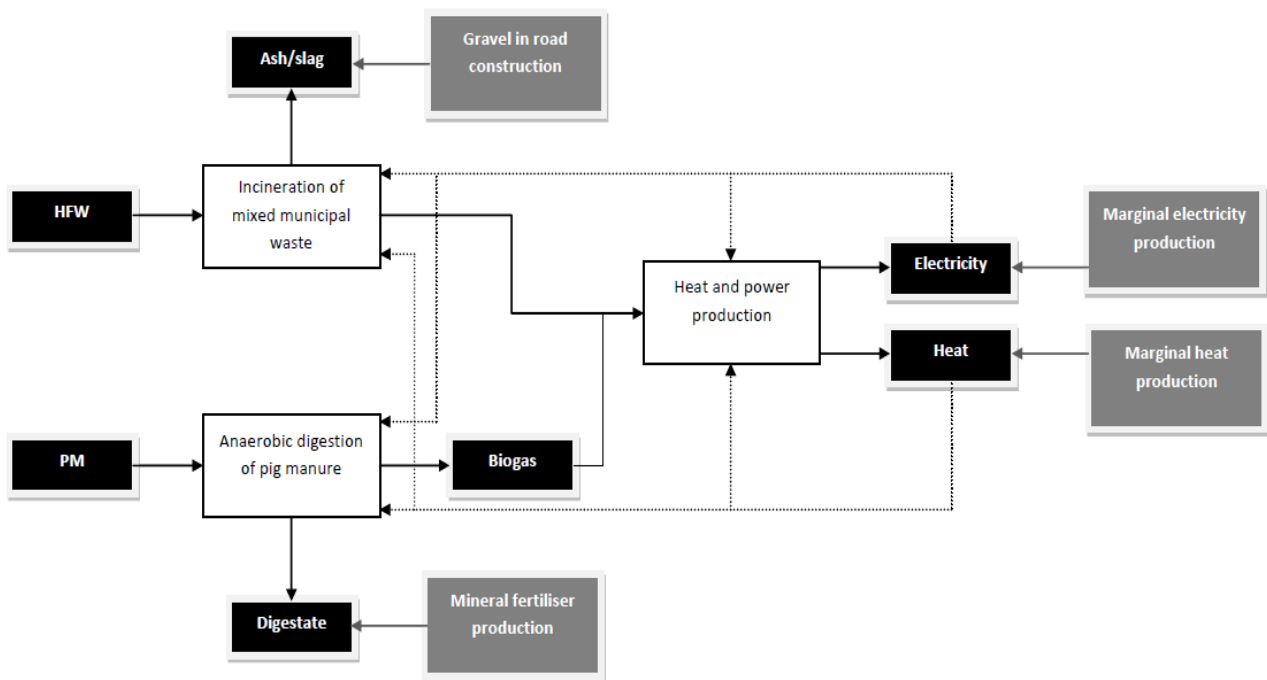 Ash/slag
Gravel in road
construction
HFW
Incineration of
mixed municipal
waste
Marginal electricity
production
Electricity
Heat and power
production
Heat
Marginal heat
production
PM
Anaerobic digestion
of pig manure
Biogas
Digestate
Mineral fertiliser
production